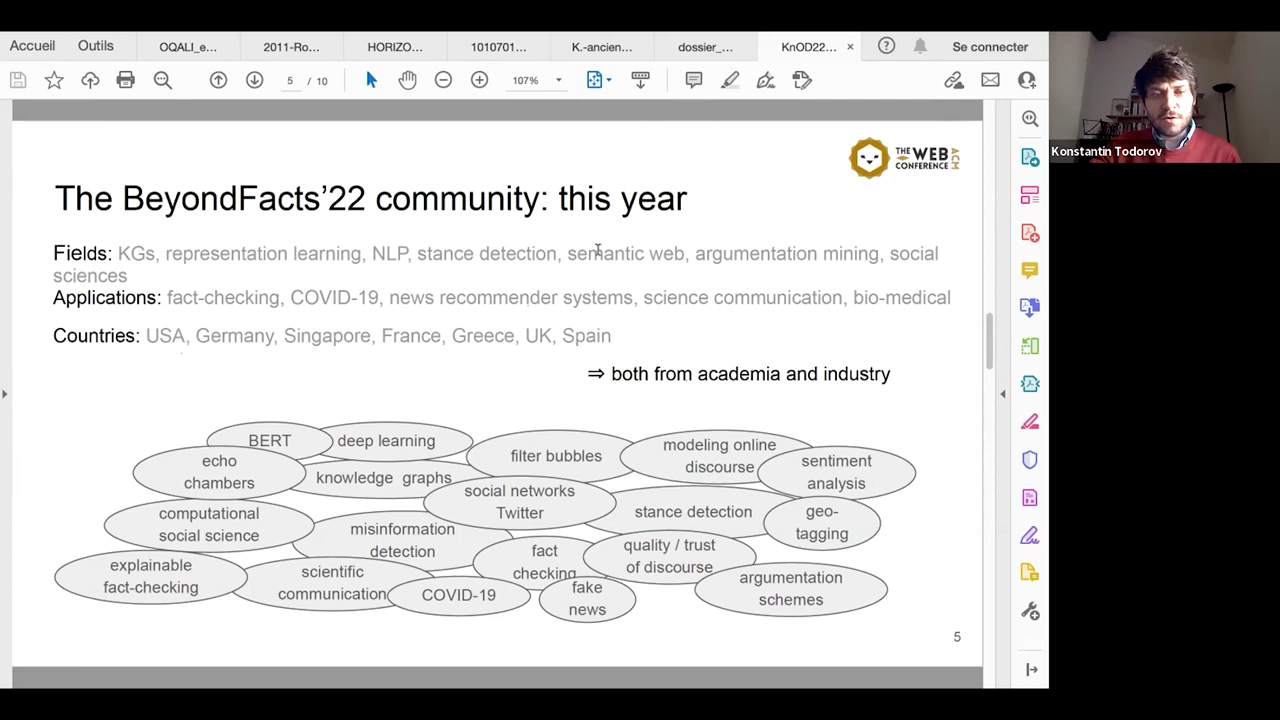 Accueil Outils OQALI_e... 2011-Ro... HORIZO... 1010701... K.-ancien... dossier_... KnOD22... × Se connecter
5 / 10 107%
THE WEB CONFERENCE ACM
The BeyondFacts'22 community: this year
Fields: KGs, representation learning, NLP, stance detection, semantic web, argumentation mining, social
sciences
Applications: fact-checking, COVID-19, news recommender systems, science communication, bio-medical
Countries: USA, Germany, Singapore, France, Greece, UK, Spain
⇒ both from academia and industry
BERT
deep learning
filter bubbles
modeling online
discourse
sentiment
analysis
echo
chambers
knowledge graphs
social networks
Twitter
stance detection
geo-
tagging
computational
social science
misinformation
detection
fact
checking
quality / trust
of discourse
explainable
fact-checking
scientific
communication
COVID-19
fake
news
argumentation
schemes
5
Konstantin Todorov